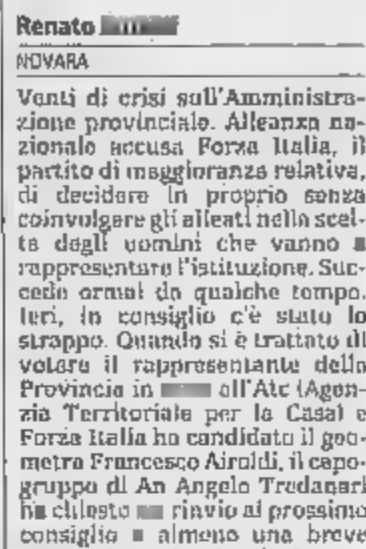 Renato
NOVARA
Venti di crisi sull'Amministra-
zione provinciale. Alleanza na-
zionale accusa Forza Italia, il
partito di maggioranza relativa,
di decidere in proprio senza
coinvolgere gli alleati nella scel-
ta degli uomini che vanno a
rappresentare l'istituzione. Suc-
cede ormai da qualche tempo.
Ieri, in consiglio c'è stato lo
strappo. Quando si è trattato di
votare il rappresentante della
Provincia in all'Atc (Agen-
zia Territoriale per la Casa) e
Forza Italia ha candidato il geo-
metra Francesco Airoldi, il capo-
gruppo di An Angelo Tredanari
ha chiesto rinvio al prossimo
consiglio almeno una breve